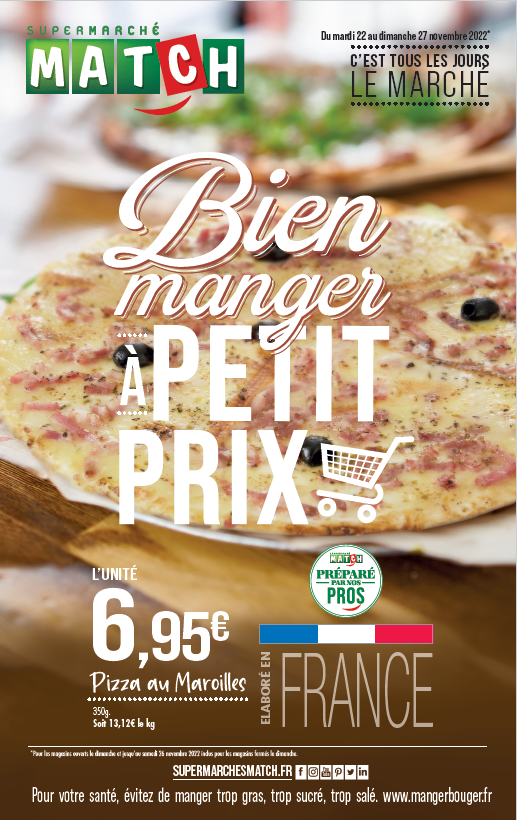 SUPERMARCHÉ
MATCH
Du mardi 22 au dimanche 27 novembre 2022*
C'EST TOUS LES JOURS
LE MARCHÉ
Bien
manger
À PETIT
PRIX
SUPERMARCHÉ
MATCH
PRÉPARÉ
PAR NOS
PROS
L'UNITÉ
6,95€
Pizza au Maroilles
350g.
Soit 13,12€ le kg
ELABORÉ EN
FRANCE
*Pour les magasins ouverts le dimanche et jusqu'au samedi 26 novembre 2022 inclus pour les magasins fermés le dimanche.
SUPERMARCHESMATCH.FR
Pour votre santé, évitez de manger trop gras, trop sucré, trop salé. www.mangerbouger.fr